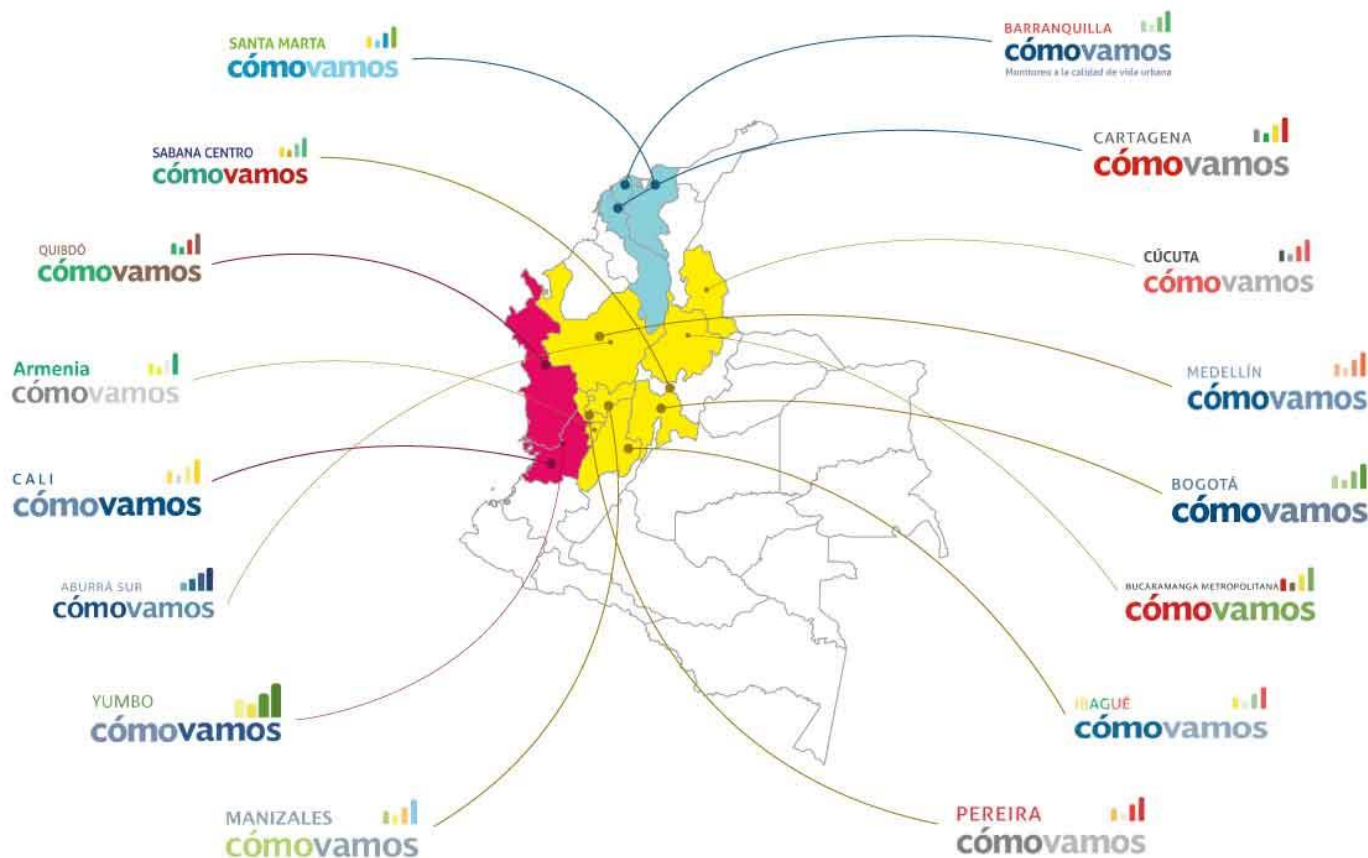 SANTA MARTA
cómovamos
BARRANQUILLA
cómovamos
Monitoreo a la calidad de vida urbana
SABANA CENTRO
cómovamos
CARTAGENA
cómovamos
QUIBDÓ
cómovamos
CÚCUTA
cómovamos
Armenia
cómovamos
MEDELLÍN
cómovamos
CALI
cómovamos
BOGOTÁ
cómovamos
ABURRÁ SUR
cómovamos
BUCARAMANGA METROPOLITANA
cómovamos
YUMBO
cómovamos
IBAGUÉ
cómovamos
MANIZALES
cómovamos
PEREIRA
cómovamos